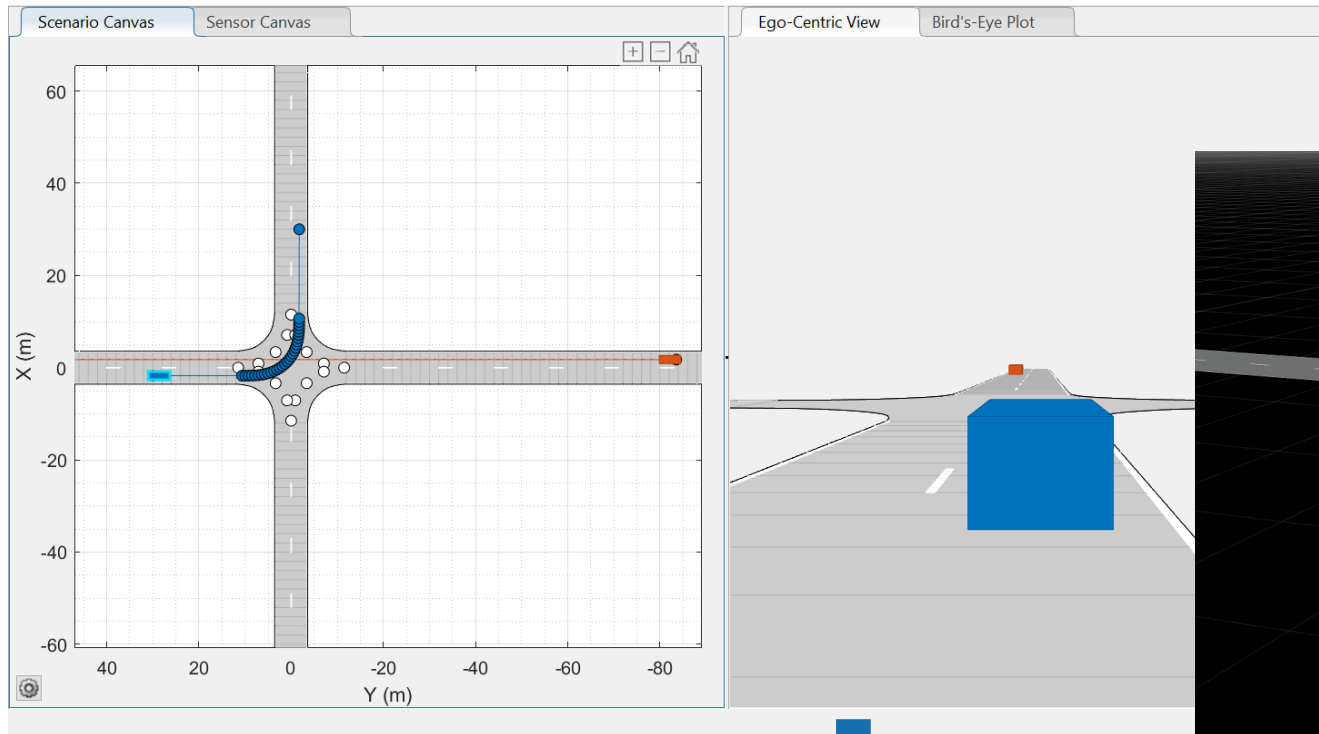 Scenario Canvas
Sensor Canvas
Ego-Centric View
Bird's-Eye Plot
60
40
20
0
-20
-40
-60
X (m)
40
20
0
-20
-40
-60
-80
Y (m)